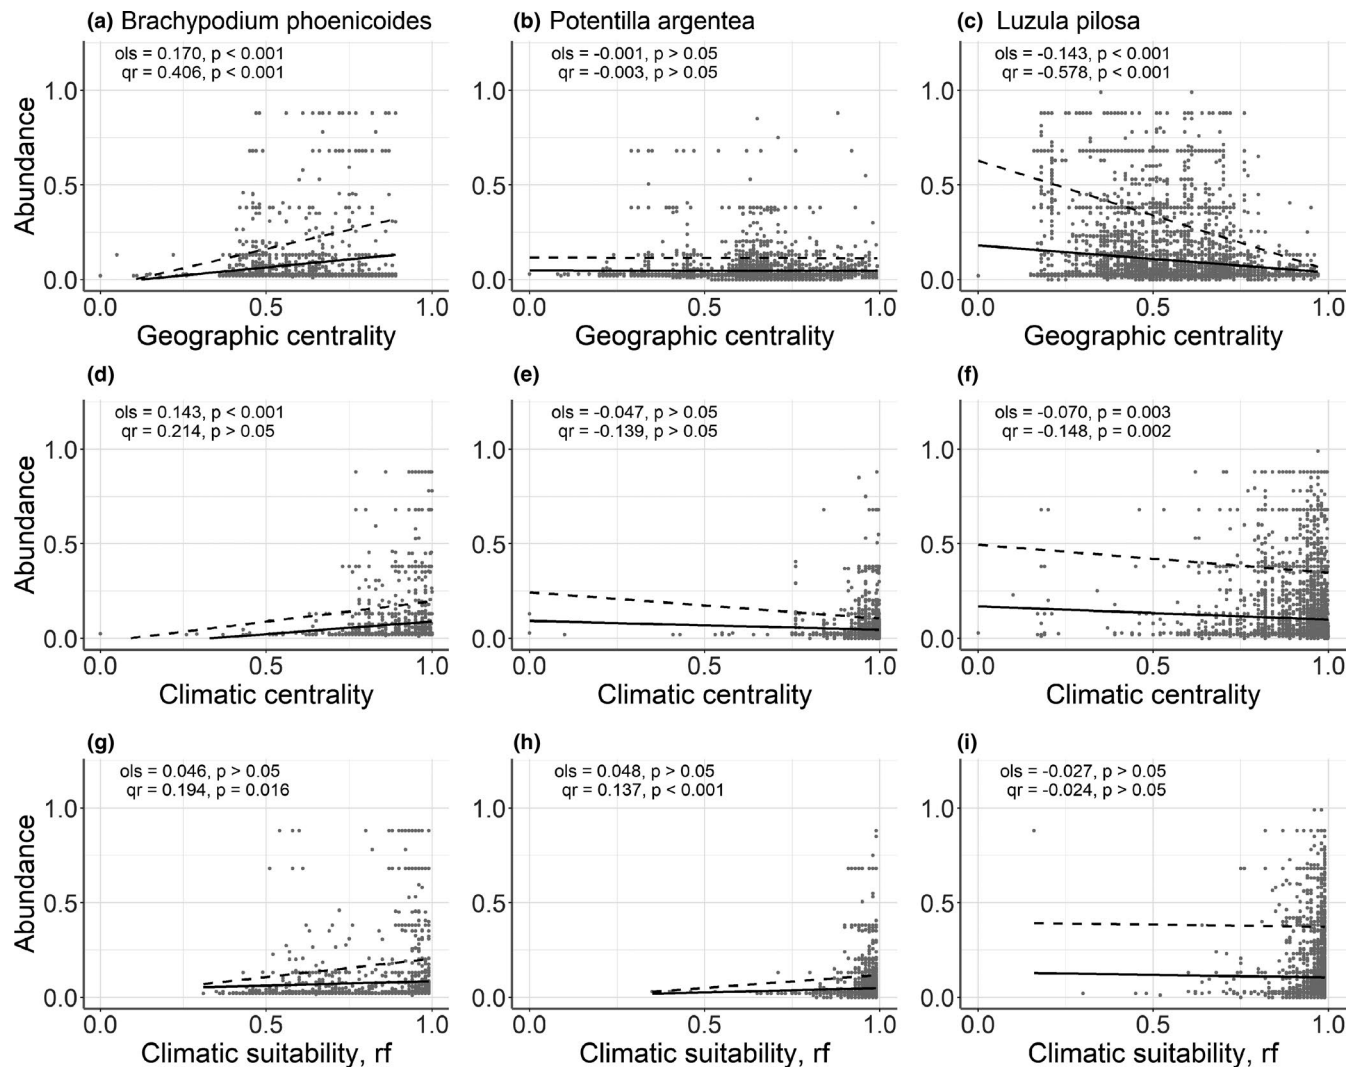 (a) Brachypodium phoenicoides
(b) Potentilla argentea
(c) Luzula pilosa
ols = 0.170, p < 0.001
qr = 0.406, p < 0.001
ols = -0.001, p > 0.05
qr = -0.003, p > 0.05
ols = -0.143, p < 0.001
qr = -0.578, p < 0.001
Abundance
1.0
0.5
0.0
1.0
0.5
0.0
1.0
0.5
0.0
0.0 0.5 1.0
0.0 0.5 1.0
0.0 0.5 1.0
Geographic centrality
Geographic centrality
Geographic centrality
(d)
(e)
(f)
ols = 0.143, p < 0.001
qr = 0.214, p > 0.05
ols = -0.047, p > 0.05
qr = -0.139, p > 0.05
ols = -0.070, p = 0.003
qr = -0.148, p = 0.002
Abundance
1.0
0.5
0.0
1.0
0.5
0.0
1.0
0.5
0.0
0.0 0.5 1.0
0.0 0.5 1.0
0.0 0.5 1.0
Climatic centrality
Climatic centrality
Climatic centrality
(g)
(h)
(i)
ols = 0.046, p > 0.05
qr = 0.194, p = 0.016
ols = 0.048, p > 0.05
qr = 0.137, p < 0.001
ols = -0.027, p > 0.05
qr = -0.024, p > 0.05
Abundance
1.0
0.5
0.0
1.0
0.5
0.0
1.0
0.5
0.0
0.0 0.5 1.0
0.0 0.5 1.0
0.0 0.5 1.0
Climatic suitability, rf
Climatic suitability, rf
Climatic suitability, rf